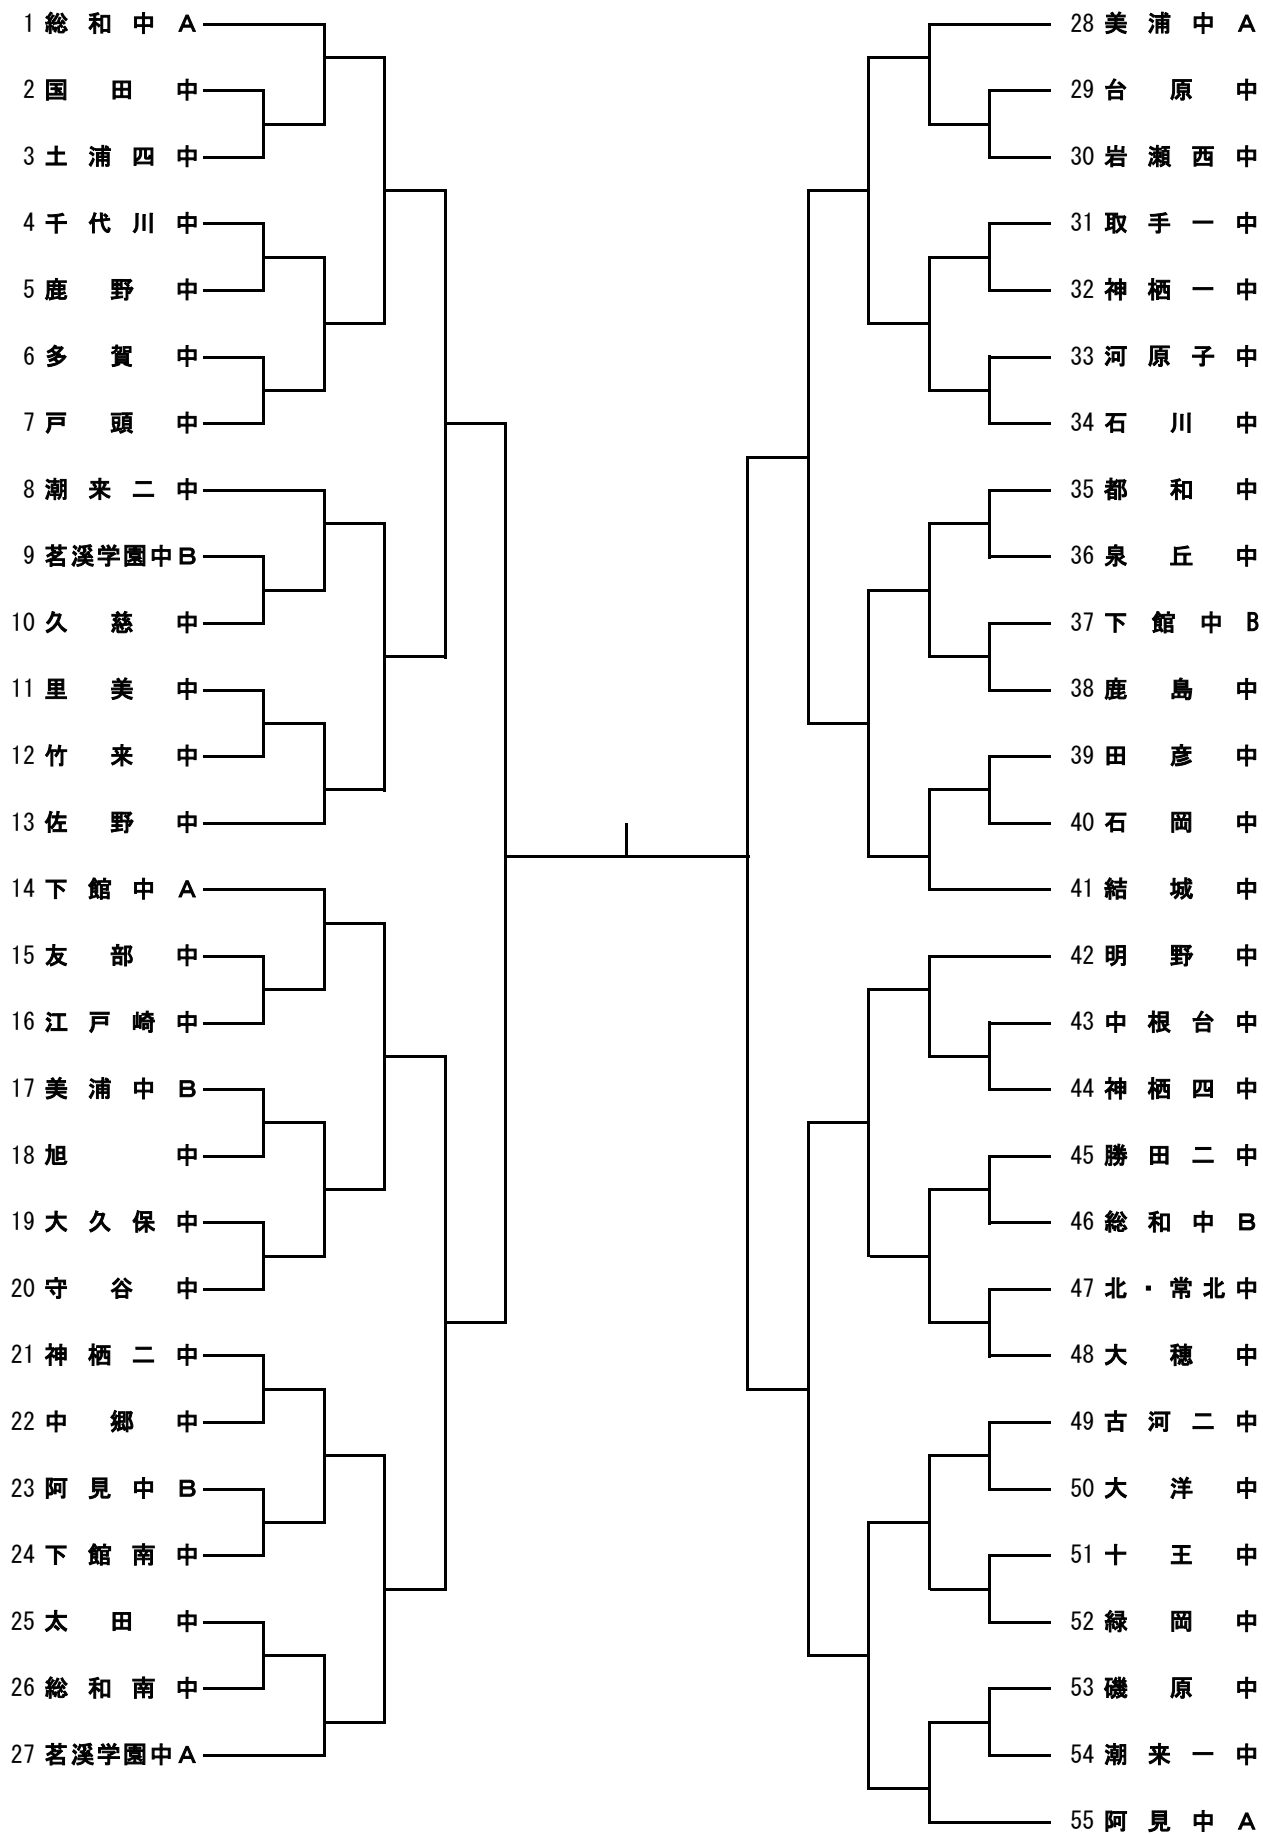 1 総和中A
2 国田中
3 土浦四中
4 千代川中
5 鹿野中
6 多賀中
7 戸頭中
8 潮来二中
9 茗溪学園中B
10 久慈中
11 里美中
12 竹来中
13 佐野中
14 下館中A
15 友部中
16 江戸崎中
17 美浦中B
18 旭中
19 大久保中
20 守谷中
21 神栖二中
22 中郷中
23 阿見中B
24 下館南中
25 太田中
26 総和南中
27 茗溪学園中A
28 美浦中A
29 台原中
30 岩瀬西中
31 取手一中
32 神栖一中
33 河原子中
34 石川中
35 都和中
36 泉丘中
37 下館中B
38 鹿島中
39 田彦中
40 石岡中
41 結城中
42 明野中
43 中根台中
44 神栖四中
45 勝田二中
46 総和中B
47 北・常北中
48 大穂中
49 古河二中
50 大洋中
51 十王中
52 緑岡中
53 磯原中
54 潮来一中
55 阿見中A